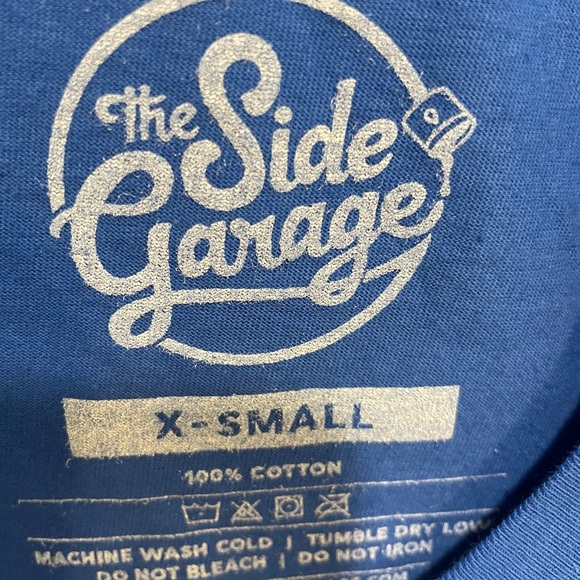 The
Side
Garage
X-SMALL
100% COTTON
MACHINE WASH COLD | TUMBLE DRY LOW
DO NOT BLEACH | DO NOT IRON